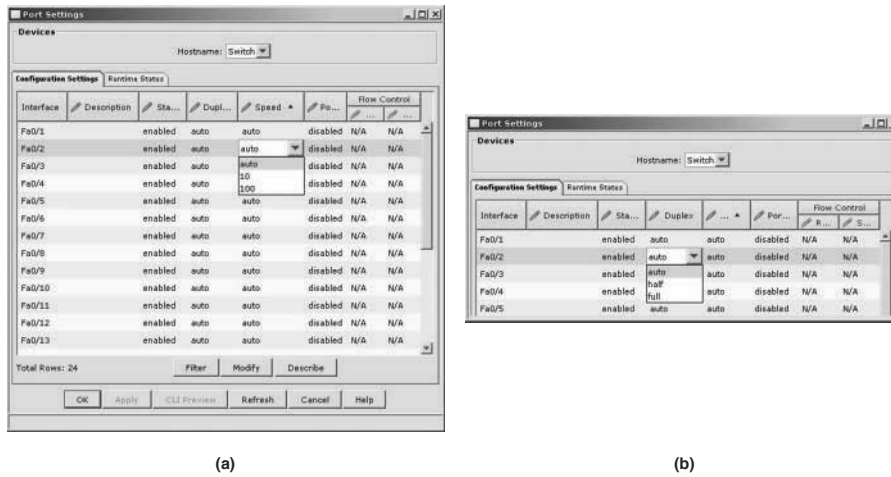 Port Settings
Devices
Hostname: Switch
Configuration Settings Runtime Status
Interface Description Sta... Dupl... Speed Po... Flow Control
... ...
Fa0/1 enabled auto auto disabled N/A N/A
Fa0/2 enabled auto auto disabled N/A N/A
Fa0/3 enabled auto auto disabled N/A N/A
Fa0/4 enabled auto 10 disabled N/A N/A
100
Fa0/5 enabled auto auto disabled N/A N/A
Fa0/6 enabled auto auto disabled N/A N/A
Fa0/7 enabled auto auto disabled N/A N/A
Fa0/8 enabled auto auto disabled N/A N/A
Fa0/9 enabled auto auto disabled N/A N/A
Fa0/10 enabled auto auto disabled N/A N/A
Fa0/11 enabled auto auto disabled N/A N/A
Fa0/12 enabled auto auto disabled N/A N/A
Fa0/13 enabled auto auto disabled N/A N/A
Total Rows: 24 Filter Modify Describe
OK Apply CLI Preview Refresh Cancel Help
(a)
Port Settings
Devices
Hostname: Switch
Configuration Settings Runtime Status
Interface Description Sta... Duplex ... Por... Flow Control
R... S...
Fa0/1 enabled auto auto disabled N/A N/A
Fa0/2 enabled auto auto disabled N/A N/A
Fa0/3 enabled auto auto disabled N/A N/A
Fa0/4 enabled half auto disabled N/A N/A
full
Fa0/5 enabled auto auto disabled N/A N/A
(b)